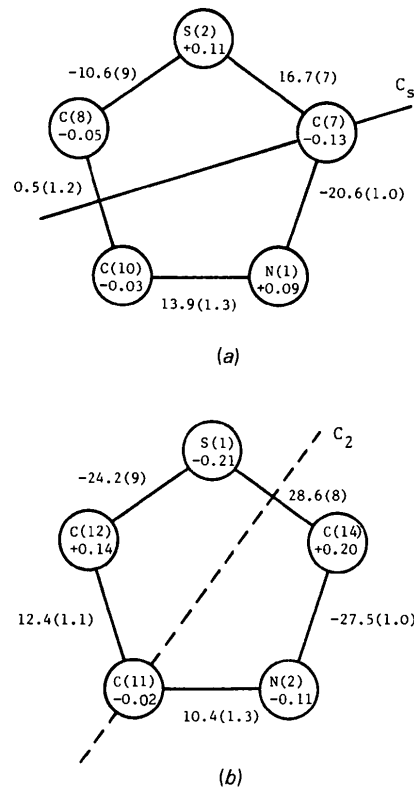 S(2)
+0.11
-10.6(9)
16.7(7)
Cs
C(8)
-0.05
C(7)
-0.13
0.5(1.2)
-20.6(1.0)
C(10)
-0.03
N(1)
+0.09
13.9(1.3)
(a)
C2
S(1)
-0.21
-24.2(9)
28.6(8)
C(12)
+0.14
C(14)
+0.20
12.4(1.1)
-27.5(1.0)
C(11)
-0.02
N(2)
-0.11
10.4(1.3)
(b)